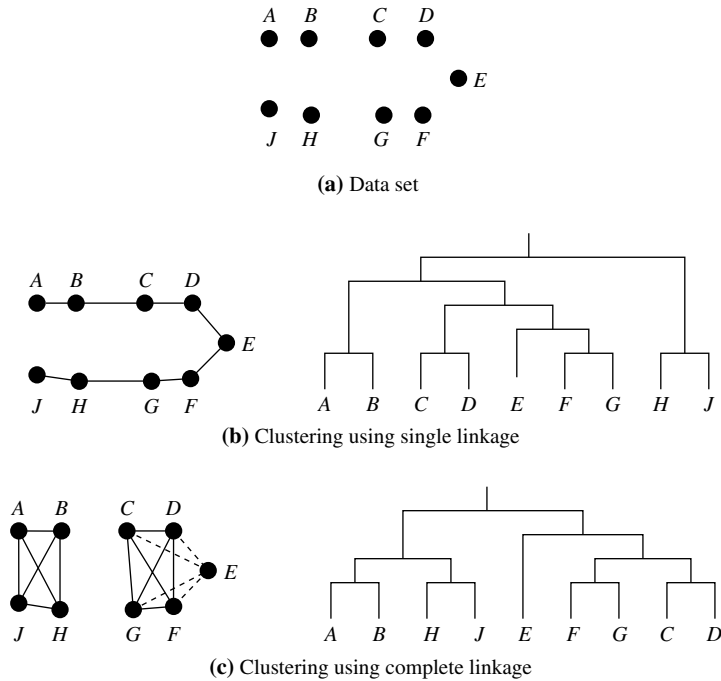 A B C D
E
J H G F
(a) Data set
A B C D
E
J H G F
A B C D E F G H J
(b) Clustering using single linkage
A B C D
E
J H G F
A B H J E F G C D
(c) Clustering using complete linkage